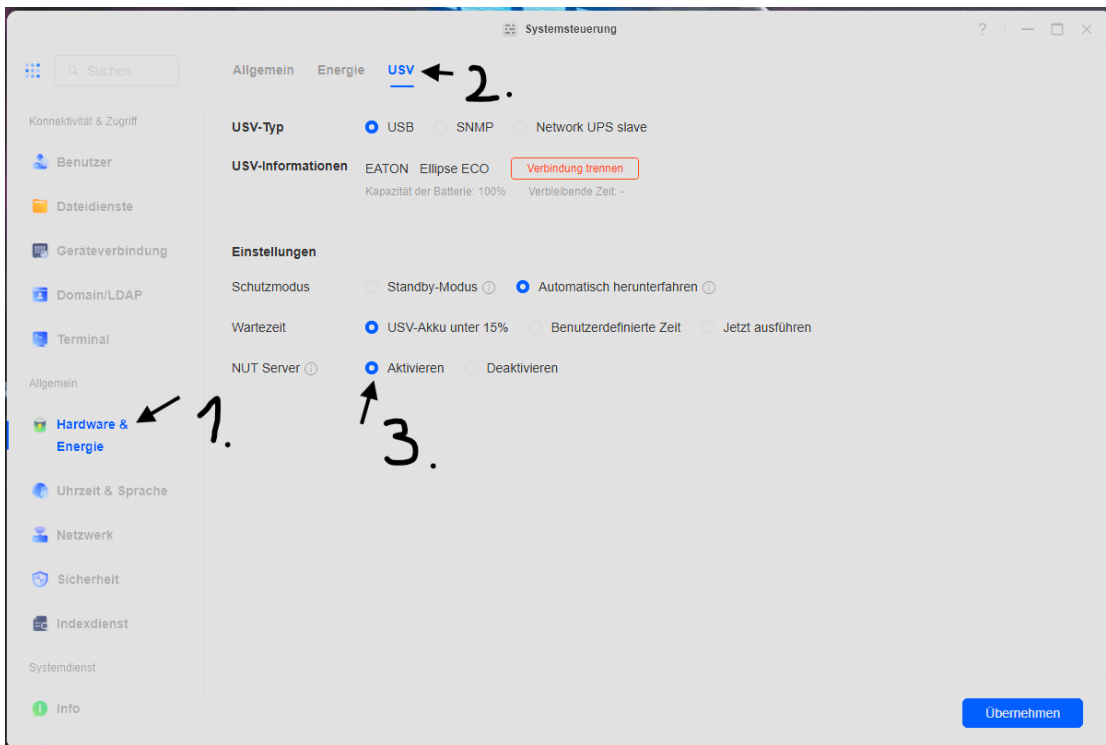 Systemsteuerung
?
Suchen
Allgemein Energie USV
2.
Konnektivität & Zugriff
Benutzer
Dateidienste
Geräteverbindung
Domain/LDAP
Terminal
Allgemein
Hardware &
Energie
1.
Uhrzeit & Sprache
Netzwerk
Sicherheit
Indexdienst
Systemdienst
Info
USV-Typ USB SNMP Network UPS slave
USV-Informationen EATON Ellipse ECO Verbindung trennen
Kapazität der Batterie: 100% Verbleibende Zeit: -
Einstellungen
Schutzmodus Standby-Modus Automatisch herunterfahren
Wartezeit USV-Akku unter 15% Benutzerdefinierte Zeit Jetzt ausführen
NUT Server Aktivieren Deaktivieren
3.
Übernehmen